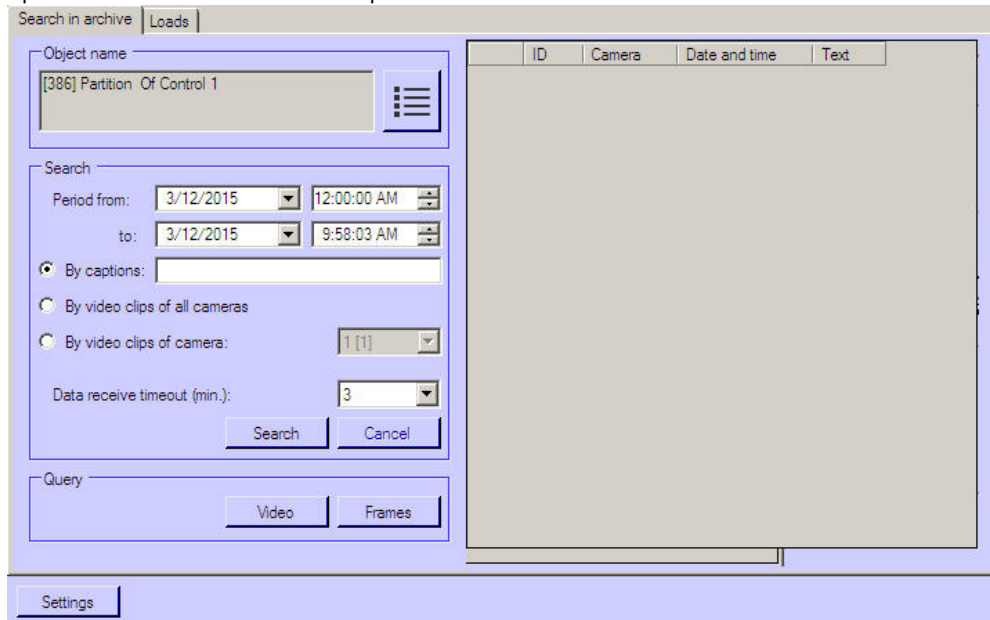 Search in archive Loads
Object name
[386] Partition Of Control 1
Search
Period from: 3/12/2015 12:00:00 AM
to: 3/12/2015 9:58:03 AM
By captions:
By video clips of all cameras
By video clips of camera: 1 [1]
Data receive timeout (min.): 3
Search Cancel
Query
Video Frames
ID Camera Date and time Text
Settings